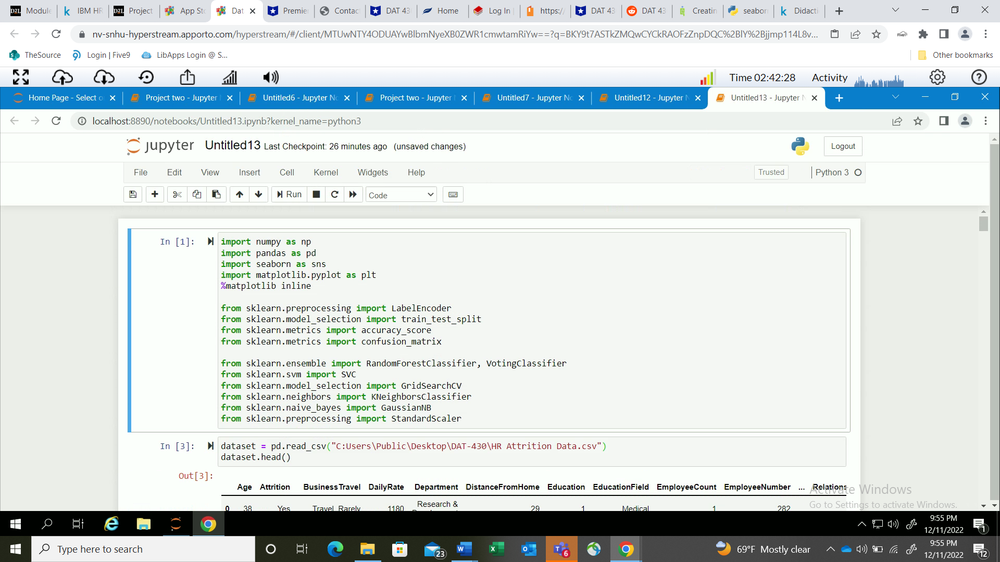 Module
IBM HR
Project
App Sto
Dat
Premie
Contac
DAT 43
Home
Log In
https:/
DAT 43
DAT 43
Creatin
seaborn
Didacti
nv-snhu-hyperstream.apporto.com/hyperstream/#/client/MTUwNTY4ODUAYwBlbmNyeXB0ZWR1cmwtamRiYw==?q=BKY9t7ASTkZMQwCYCkRAOFzZnpDQC%2BlY%2Bjjmp114L8v...
TheSource
Login | Five9
LibApps Login @ S...
Other bookmarks
Time 02:42:28
Activity
Home Page - Select o
Project two - Jupyter
Untitled6 - Jupyter No
Project two - Jupyter N
Untitled7 - Jupyter No
Untitled12 - Jupyter N
Untitled13 - Jupyter N
localhost:8890/notebooks/Untitled13.ipynb?kernel_name=python3
jupyter Untitled13 Last Checkpoint: 26 minutes ago (unsaved changes)
Logout
File Edit View Insert Cell Kernel Widgets Help
Trusted
Python 3
Run
Code
In [1]:
import numpy as np
import pandas as pd
import seaborn as sns
import matplotlib.pyplot as plt
%matplotlib inline
from sklearn.preprocessing import LabelEncoder
from sklearn.model_selection import train_test_split
from sklearn.metrics import accuracy_score
from sklearn.metrics import confusion_matrix
from sklearn.ensemble import RandomForestClassifier, VotingClassifier
from sklearn.svm import SVC
from sklearn.model_selection import GridSearchCV
from sklearn.neighbors import KNeighborsClassifier
from sklearn.naive_bayes import GaussianNB
from sklearn.preprocessing import StandardScaler
In [3]:
dataset = pd.read_csv("C:Users\Public\Desktop\DAT-430\HR Attrition Data.csv")
dataset.head()
Out[3]:
Age Attrition BusinessTravel DailyRate Department DistanceFromHome Education EducationField EmployeeCount EmployeeNumber ... Relations
0 38 Yes Travel_Rarely 1180 Research & 29 1 Medical 1 282
Activate Windows
Go to Settings to activate Windows.
9:55 PM
12/11/2022
1
Type here to search
23
6
69°F Mostly clear
9:55 PM
12/11/2022
12